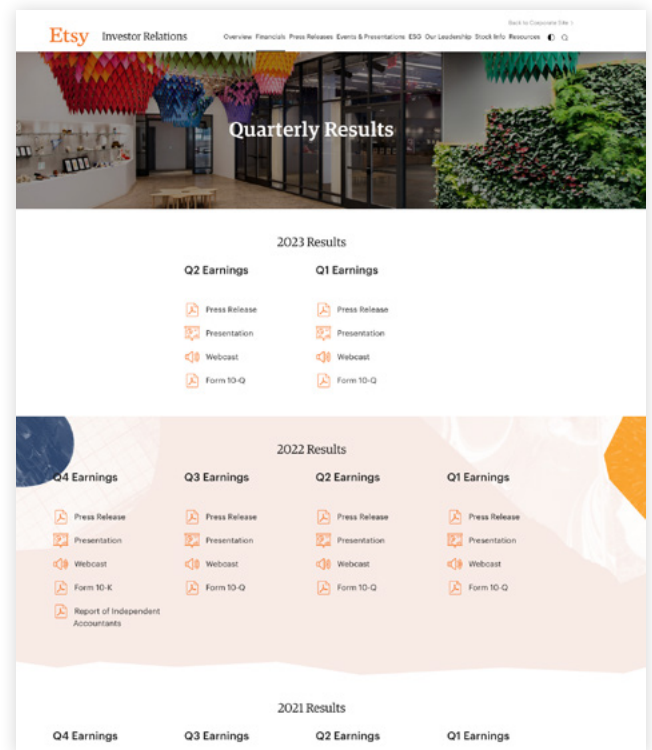 Back to Corporate Site >
Etsy Investor Relations
Overview Financials Press Releases Events & Presentations ESG Our Leadership Stock Info Resources
Quarterly Results
2023 Results
Q2 Earnings
Press Release
Presentation
Webcast
Form 10-Q
Q1 Earnings
Press Release
Presentation
Webcast
Form 10-Q
2022 Results
Q4 Earnings
Press Release
Presentation
Webcast
Form 10-K
Report of Independent
Accountants
Q3 Earnings
Press Release
Presentation
Webcast
Form 10-Q
Q2 Earnings
Press Release
Presentation
Webcast
Form 10-Q
Q1 Earnings
Press Release
Presentation
Webcast
Form 10-Q
2021 Results
Q4 Earnings
Q3 Earnings
Q2 Earnings
Q1 Earnings